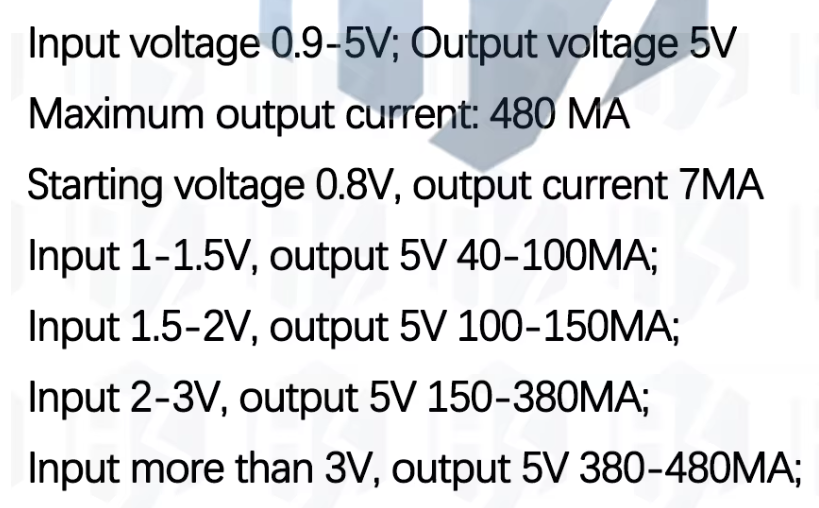 Input voltage 0.9-5V; Output voltage 5V
Maximum output current: 480 MA
Starting voltage 0.8V, output current 7MA
Input 1-1.5V, output 5V 40-100MA;
Input 1.5-2V, output 5V 100-150MA;
Input 2-3V, output 5V 150-380MA;
Input more than 3V, output 5V 380-480MA;